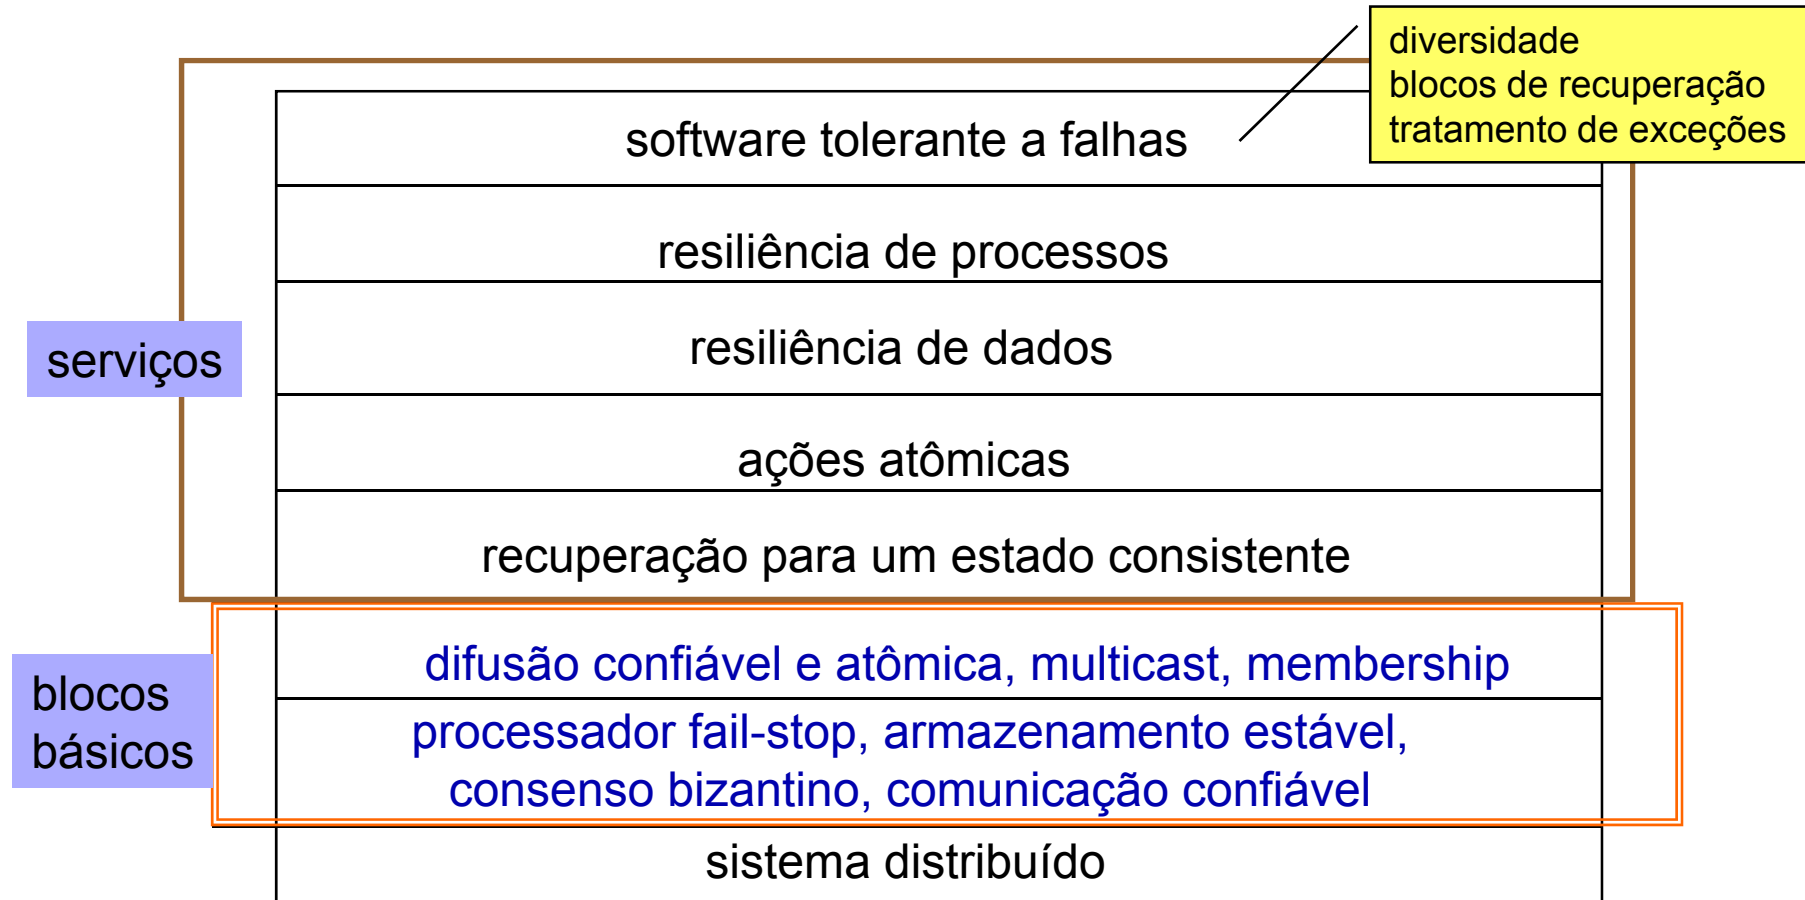 diversidade
blocos de recuperação
tratamento de exceções
software tolerante a falhas
resiliência de processos
serviços
resiliência de dados
ações atômicas
recuperação para um estado consistente
blocos
básicos
difusão confiável e atômica, multicast, membership
processador fail-stop, armazenamento estável,
consenso bizantino, comunicação confiável
sistema distribuído